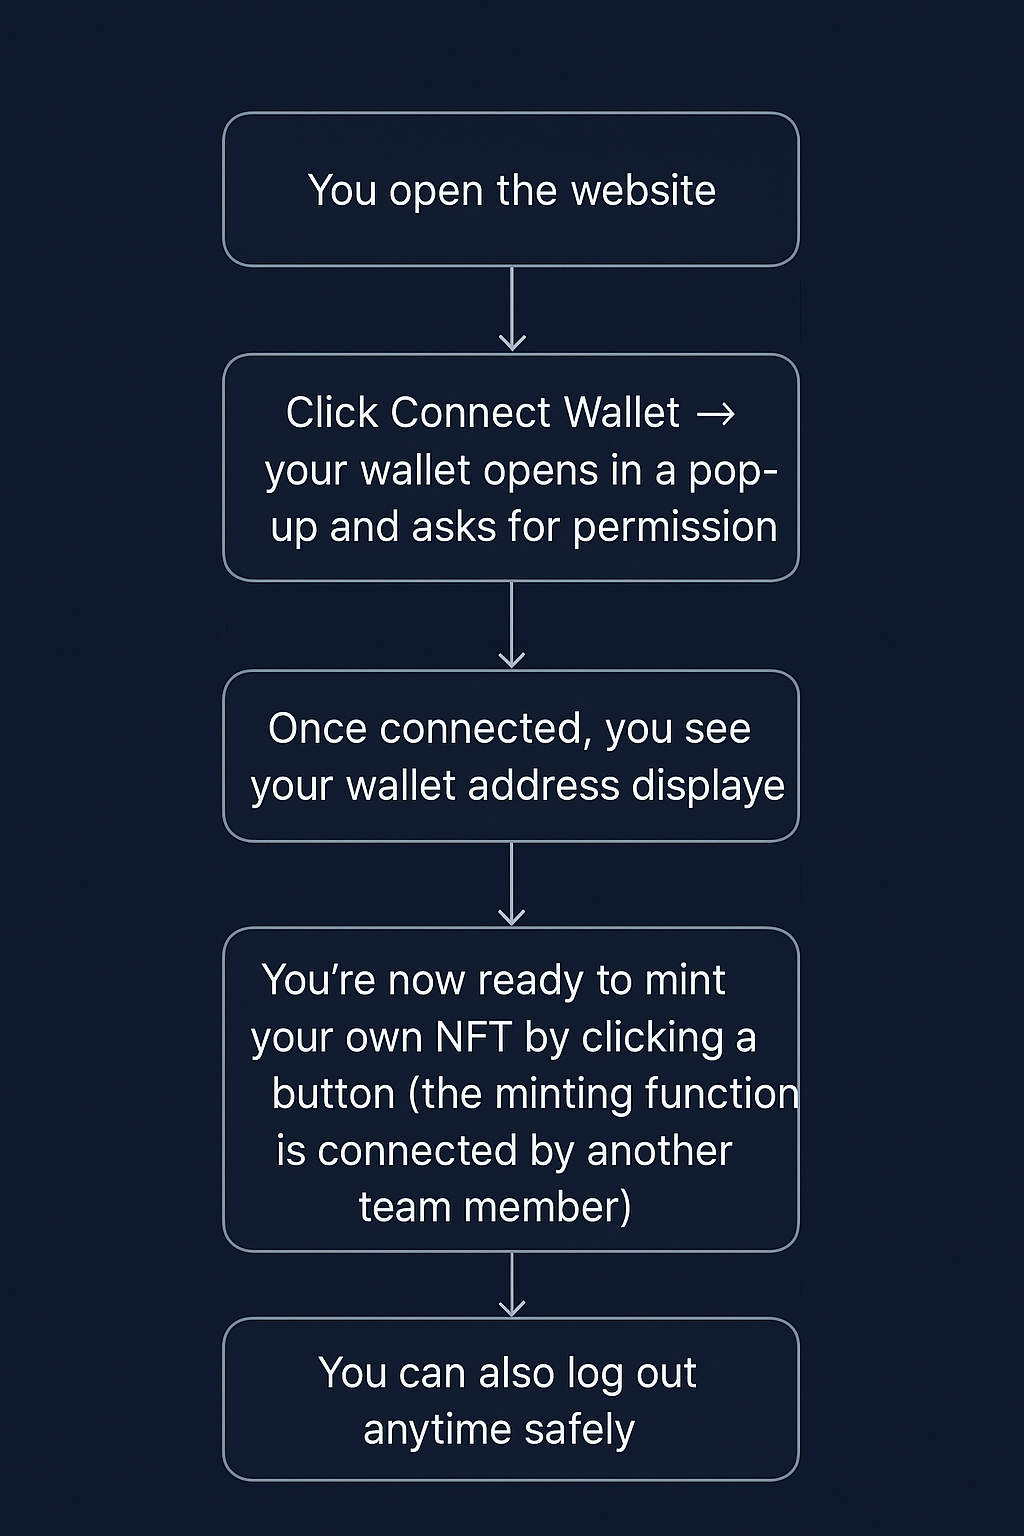 You open the website
Click Connect Wallet →
your wallet opens in a pop-
up and asks for permission
Once connected, you see
your wallet address displaye
You’re now ready to mint
your own NFT by clicking a
button (the minting function
is connected by another
team member)
You can also log out
anytime safely